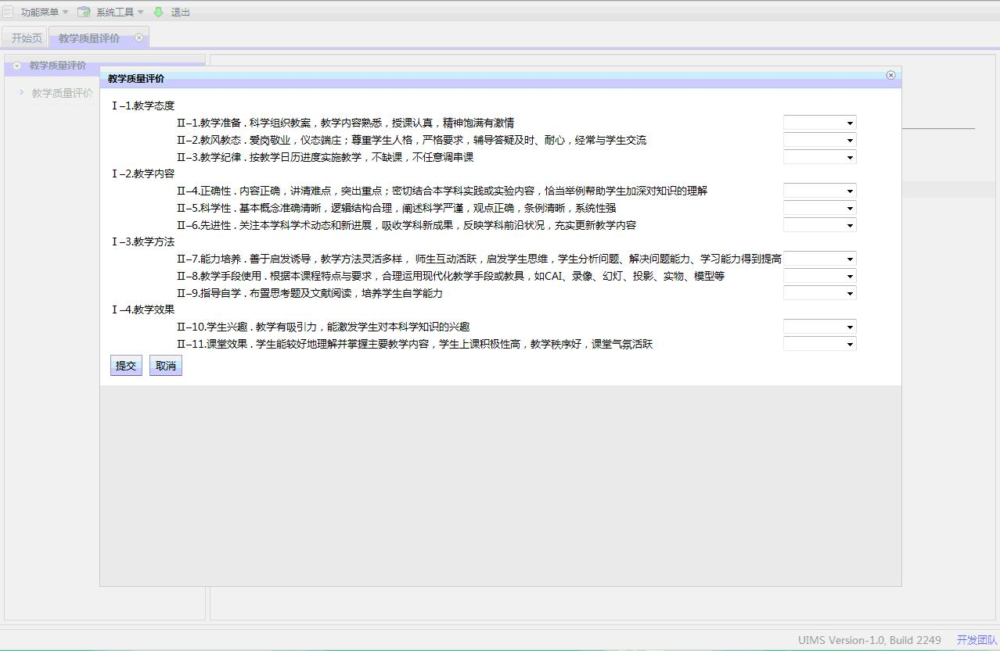 功能菜单 系统工具 退出
开始页 教学质量评价
教学质量评价
教学质量评价
教学质量评价
Ⅰ-1.教学态度
Ⅱ-1.教学准备 . 科学组织教案，教学内容熟悉，授课认真，精神饱满有激情
Ⅱ-2.教风教态 . 爱岗敬业，仪态端庄；尊重学生人格，严格要求，辅导答疑及时、耐心，经常与学生交流
Ⅱ-3.教学纪律 . 按教学日历进度实施教学，不缺课，不任意调串课
Ⅰ-2.教学内容
Ⅱ-4.正确性 . 内容正确，讲清难点，突出重点；密切结合本学科实践或实验内容，恰当举例帮助学生加深对知识的理解
Ⅱ-5.科学性 . 基本概念准确清晰，逻辑结构合理，阐述科学严谨，观点正确，条例清晰，系统性强
Ⅱ-6.先进性 . 关注本学科学术动态和新进展，吸收学科新成果，反映学科前沿状况，充实更新教学内容
Ⅰ-3.教学方法
Ⅱ-7.能力培养 . 善于启发诱导，教学方法灵活多样， 师生互动活跃，启发学生思维，学生分析问题、解决问题能力、学习能力得到提高
Ⅱ-8.教学手段使用 . 根据本课程特点与要求，合理运用现代化教学手段或教具，如CAI、录像、幻灯、投影、实物、模型等
Ⅱ-9.指导自学 . 布置思考题及文献阅读，培养学生自学能力
Ⅰ-4.教学效果
Ⅱ-10.学生兴趣 . 教学有吸引力，能激发学生对本科学知识的兴趣
Ⅱ-11.课堂效果 . 学生能较好地理解并掌握主要教学内容，学生上课积极性高，教学秩序好，课堂气氛活跃
提交 取消
UIMS Version-1.0, Build 2249 开发团队